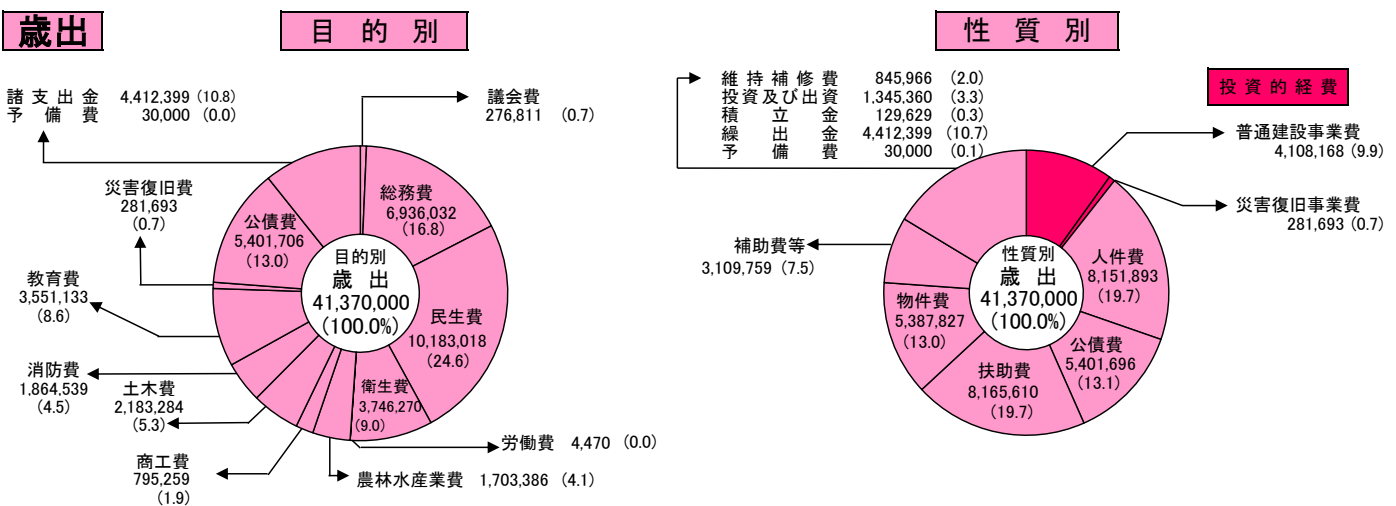 歳出
目的別
諸支出金 4,412,399 (10.8)
予備費 30,000 (0.0)
議会費
276,811 (0.7)
災害復旧費
281,693
(0.7)
公債費
5,401,706
(13.0)
総務費
6,936,032
(16.8)
目的別
歳出
41,370,000
(100.0%)
教育費
3,551,133
(8.6)
民生費
10,183,018
(24.6)
消防費
1,864,539
(4.5)
土木費
2,183,284
(5.3)
衛生費
3,746,270
(9.0)
労働費 4,470 (0.0)
商工費
795,259
(1.9)
農林水産業費 1,703,386 (4.1)
性質別
維持補修費 845,966 (2.0)
投資及び出資 1,345,360 (3.3)
積立金 129,629 (0.3)
繰出金 4,412,399 (10.7)
予備費 30,000 (0.1)
投資的経費
普通建設事業費
4,108,168 (9.9)
災害復旧事業費
281,693 (0.7)
補助費等
3,109,759 (7.5)
性質別
歳出
41,370,000
(100.0%)
人件費
8,151,893
(19.7)
物件費
5,387,827
(13.0)
公債費
5,401,696
(13.1)
扶助費
8,165,610
(19.7)